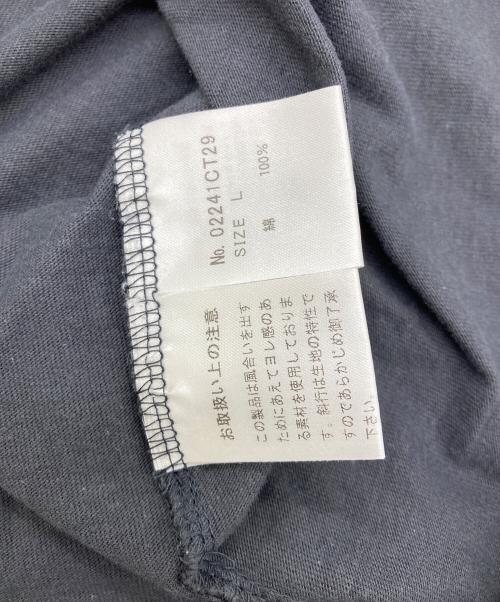 No. 02241CT29
SIZE L
綿 100%
お取扱い上の注意
この製品は風合いを出す
ためにあえてヨレ感のあ
る素材を使用しておりま
す。斜行は生地の特性で
すのであらかじめ御了承
下さい。